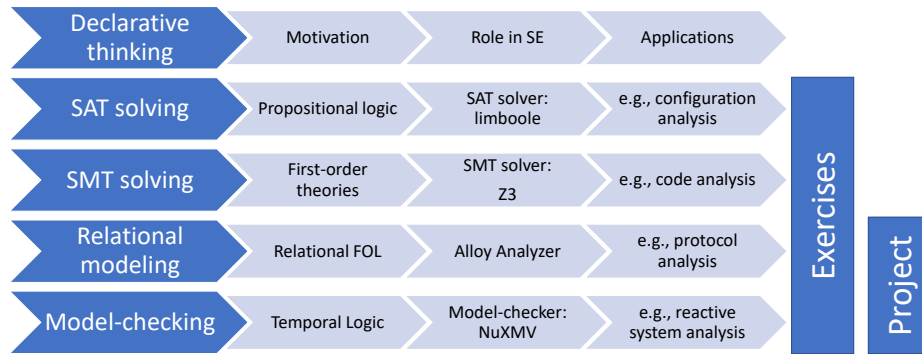 Declarative
thinking
Motivation
Role in SE
Applications
SAT solving
Propositional logic
SAT solver:
limboole
e.g., configuration
analysis
SMT solving
First-order
theories
SMT solver:
Z3
e.g., code analysis
Relational
modeling
Relational FOL
Alloy Analyzer
e.g., protocol
analysis
Model-checking
Temporal Logic
Model-checker:
NuXMV
e.g., reactive
system analysis
Exercises
Project